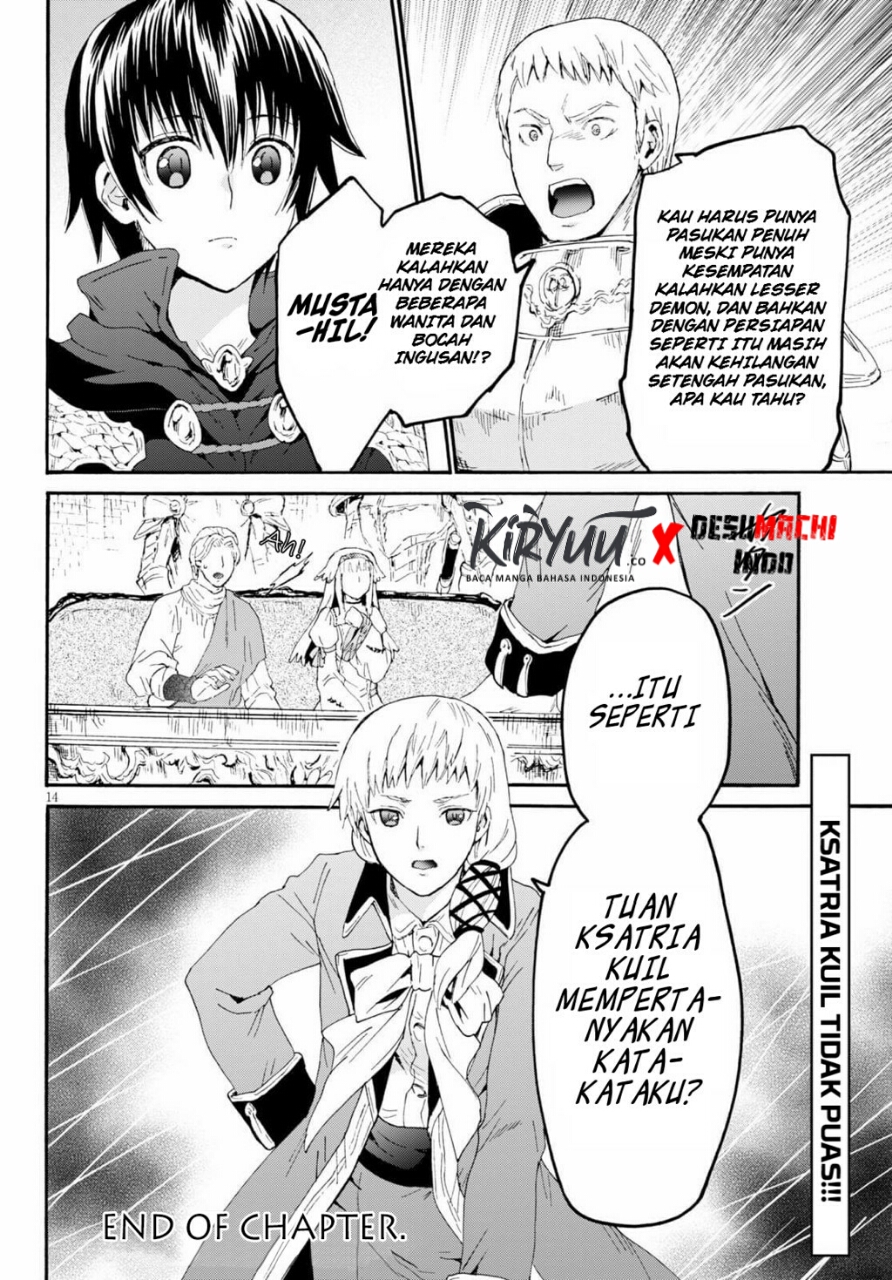 KAU HARUS PUNYA
PASUKAN PENUH
MESKI PUNYA
KESEMPATAN
KALAHKAN LESSER
DEMON, DAN BAHKAN
DENGAN PERSIAPAN
SEPERTI ITU MASIH
AKAN KEHILANGAN
SETENGAH PASUKAN,
APA KAU TAHU?
MEREKA
KALAHKAN
HANYA DENGAN
BEBERAPA
WANITA DAN
BOCAH
INGUSAN!?
MUSTA
-HIL!
Ah!
KIRYUU.CO X DESUMACHI
INDO
BACA MANGA BAHASA INDONESIA
...ITU
SEPERTI
14
TUAN
KSATRIA
KUIL
MEMPERTA-
NYAKAN
KATA-
KATAKU?
KSATRIA KUIL TIDAK PUAS!!!
END OF CHAPTER.